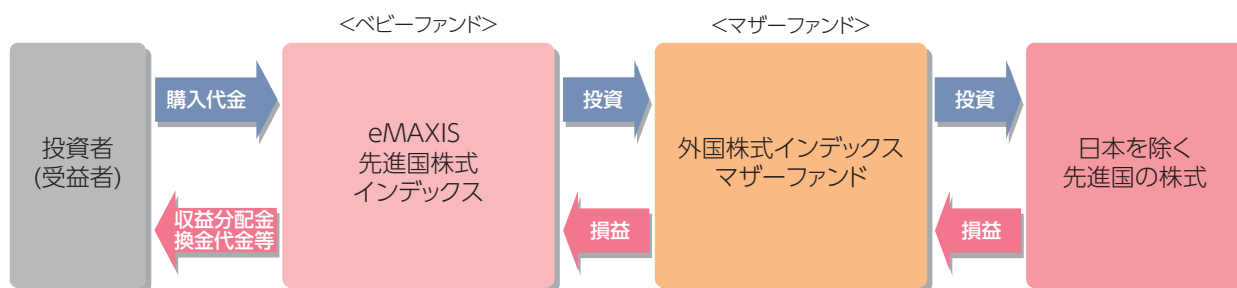 <ベビーファンド>
<マザーファンド>
購入代金
投資
投資
投資者
(受益者)
eMAXIS
先進国株式
インデックス
外国株式インデックス
マザーファンド
日本を除く
先進国の株式
収益分配金
換金代金等
損益
損益